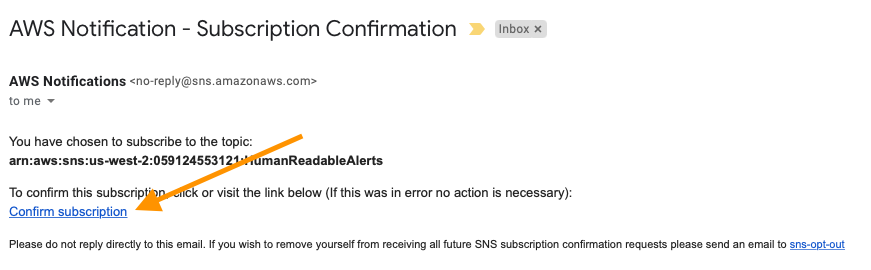 AWS Notification - Subscription Confirmation Inbox ×
AWS Notifications <no-reply@sns.amazonaws.com>
to me
You have chosen to subscribe to the topic:
arn:aws:sns:us-west-2:059124553121:HumanReadableAlerts
To confirm this subscription, click or visit the link below (If this was in error no action is necessary):
Confirm subscription
Please do not reply directly to this email. If you wish to remove yourself from receiving all future SNS subscription confirmation requests please send an email to sns-opt-out